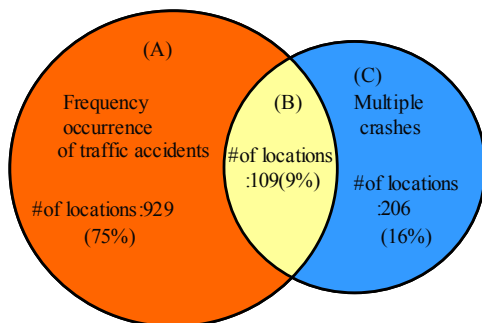 (A)
Frequency
occurrence
of traffic accidents
#of locations:929
(75%)
(B)
#of locations
:109(9%)
(C)
Multiple
crashes
#of locations
:206
(16%)